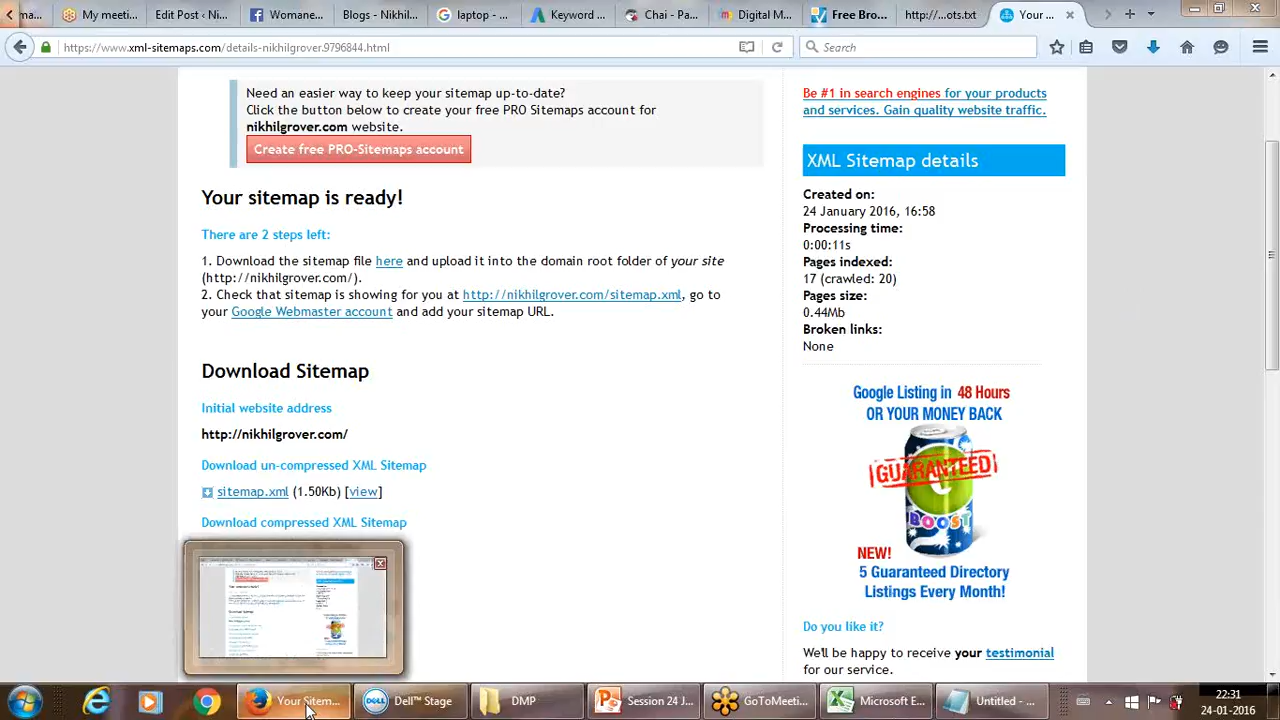 ma
My meeti
Edit Post ‹ Ni...
Womane...
Blogs - Nikhil...
laptop - ...
Keyword ...
Chai - Pa...
Digital M...
Free Bro...
http://...ots.txt
Your ...
https://www.xml-sitemaps.com/details-nikhilgrover.9796844.html
Search
Need an easier way to keep your sitemap up-to-date?
Click the button below to create your free PRO Sitemaps account for
nikhilgrover.com website.
Create free PRO-Sitemaps account
Your sitemap is ready!
There are 2 steps left:
1. Download the sitemap file here and upload it into the domain root folder of your site
(http://nikhilgrover.com/).
2. Check that sitemap is showing for you at http://nikhilgrover.com/sitemap.xml, go to
your Google Webmaster account and add your sitemap URL.
Download Sitemap
Initial website address
http://nikhilgrover.com/
Download un-compressed XML Sitemap
sitemap.xml (1.50Kb) [view]
Download compressed XML Sitemap
Be #1 in search engines for your products
and services. Gain quality website traffic.
XML Sitemap details
Created on:
24 January 2016, 16:58
Processing time:
0:00:11s
Pages indexed:
17 (crawled: 20)
Pages size:
0.44Mb
Broken links:
None
Google Listing in 48 Hours
OR YOUR MONEY BACK
GUARANTEED
BOOST
NEW!
5 Guaranteed Directory
Listings Every Month!
Do you like it?
We'll be happy to receive your testimonial
for our service.
Your Sitem...
Dell™ Stage
DMP
Session 24 J...
GoToMeeti...
Microsoft E...
Untitled - ...
22:31
24-01-2016